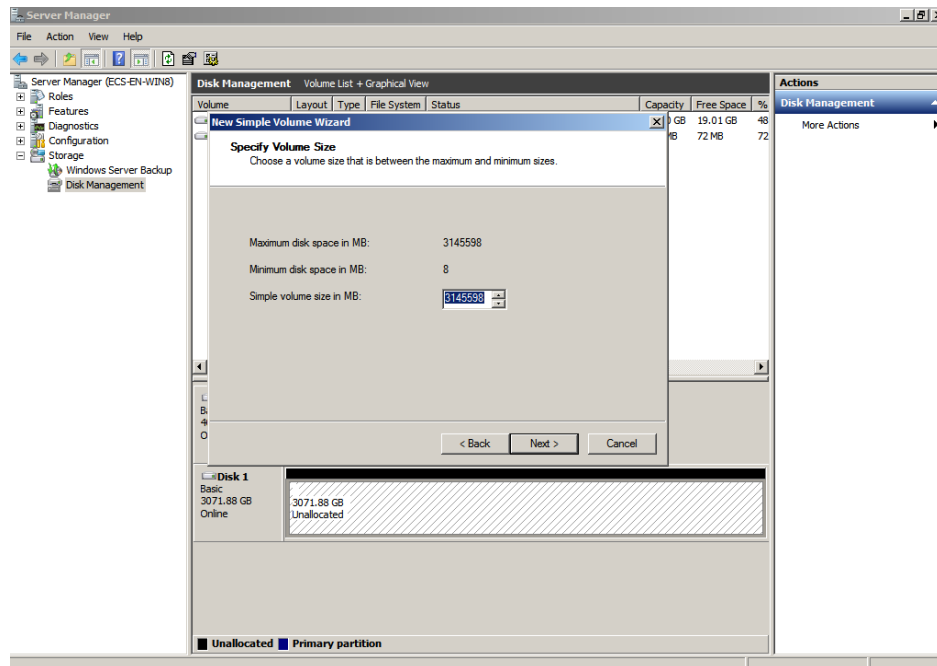 Server Manager
File Action View Help
Server Manager (ECS-EN-WIN8)
Roles
Features
Diagnostics
Configuration
Storage
Windows Server Backup
Disk Management
Disk Management Volume List + Graphical View
Volume Layout Type File System Status Capacity Free Space %
GB 19.01 GB 48
MB 72 MB 72
New Simple Volume Wizard
Specify Volume Size
Choose a volume size that is between the maximum and minimum sizes.
Maximum disk space in MB: 3145598
Minimum disk space in MB: 8
Simple volume size in MB: 3145598
< Back Next > Cancel
Disk 1
Basic
3071.88 GB
Online
3071.88 GB
Unallocated
Unallocated Primary partition
Actions
Disk Management
More Actions